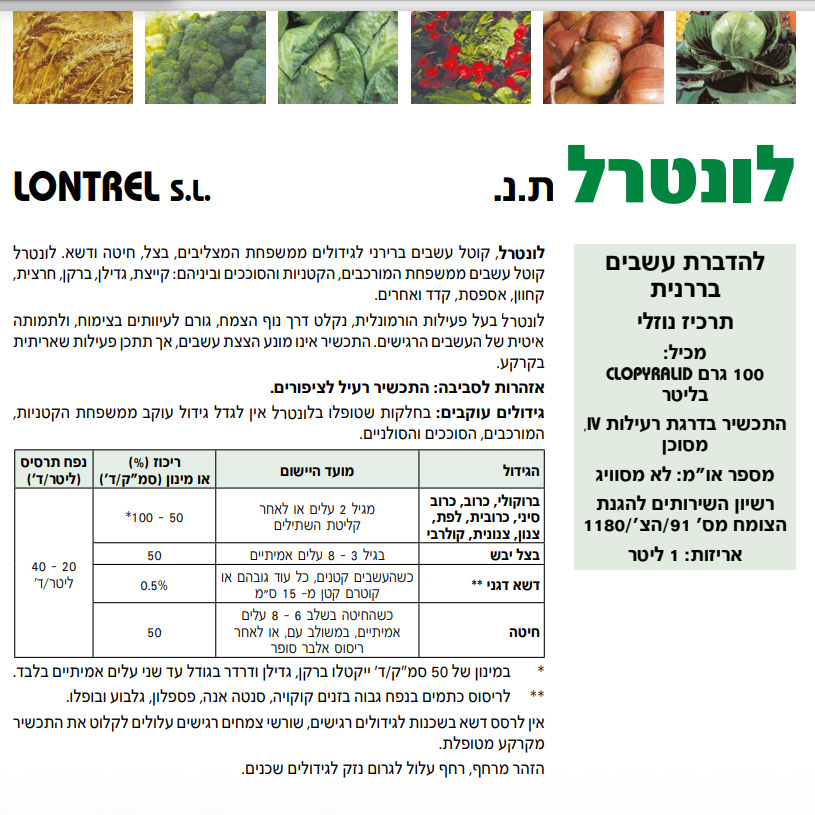 לונטרל ת.נ.
LONTREL S.L.
להדברת עשבים
בררנית
תרכיז נוזלי
מכיל:
100 גרם CLOPYRALID
בליטר
התכשיר בדרגת רעילות IV,
מסוכן
מספר או"מ: לא מסוויג
רשיון השירותים להגנת
הצומח מס' 91/הצ'/1180
אריזות: 1 ליטר
לונטרל, קוטל עשבים ברירני לגידולים ממשפחת המצליבים, בצל, חיטה ודשא. לונטרל
קוטל עשבים ממשפחת המורכבים, הקטניות והסוככים וביניהם: קייצת, גדילן, ברקן, חרצית,
קחוון, אספסת, קדד ואחרים.
לונטרל בעל פעילות הורמונלית, נקלט דרך נוף הצמח, גורם לעיוותים בצימוח, ולתמותה
איטית של העשבים הרגישים. התכשיר אינו מונע הצצת עשבים, אך תתכן פעילות שאריתית
בקרקע.
אזהרות לסביבה: התכשיר רעיל לציפורים.
גידולים עוקבים: בחלקות שטופלו בלונטרל אין לגדל גידול עוקב ממשפחת הקטניות,
המורכבים, הסוככים והסולניים.
הגידול
מועד היישום
ריכוז (%)
או מינון (סמ"ק/ד')
נפח תרסיס
(ליטר/ד')
ברוקולי, כרוב, כרוב
סיני, כרובית, לפת,
צנון, צנונית, קולרבי
מגיל 2 עלים או לאחר
קליטת השתילים
50 - 100*
20 - 40
ליטר/ד'
בצל יבש
בגיל 3 - 8 עלים אמיתיים
50
דשא דגני **
כשהעשבים קטנים, כל עוד גובהם או
קוטרם קטן מ- 15 ס"מ
0.5%
חיטה
כשהחיטה בשלב 6 - 8 עלים
אמיתיים, במשולב עם, או לאחר
ריסוס אלבר סופר
50
* במינון של 50 סמ"ק/ד' ייקטלו ברקן, גדילן ודרדר בגודל עד שני עלים אמיתיים בלבד.
** לריסוס כתמים בנפח גבוה בזנים קוקויה, סנטה אנה, פספלון, גלבוע ובופלו.
אין לרסס דשא בשכנות לגידולים רגישים, שורשי צמחים רגישים עלולים לקלוט את התכשיר
מקרקע מטופלת.
הזהר מרחף, רחף עלול לגרום נזק לגידולים שכנים.